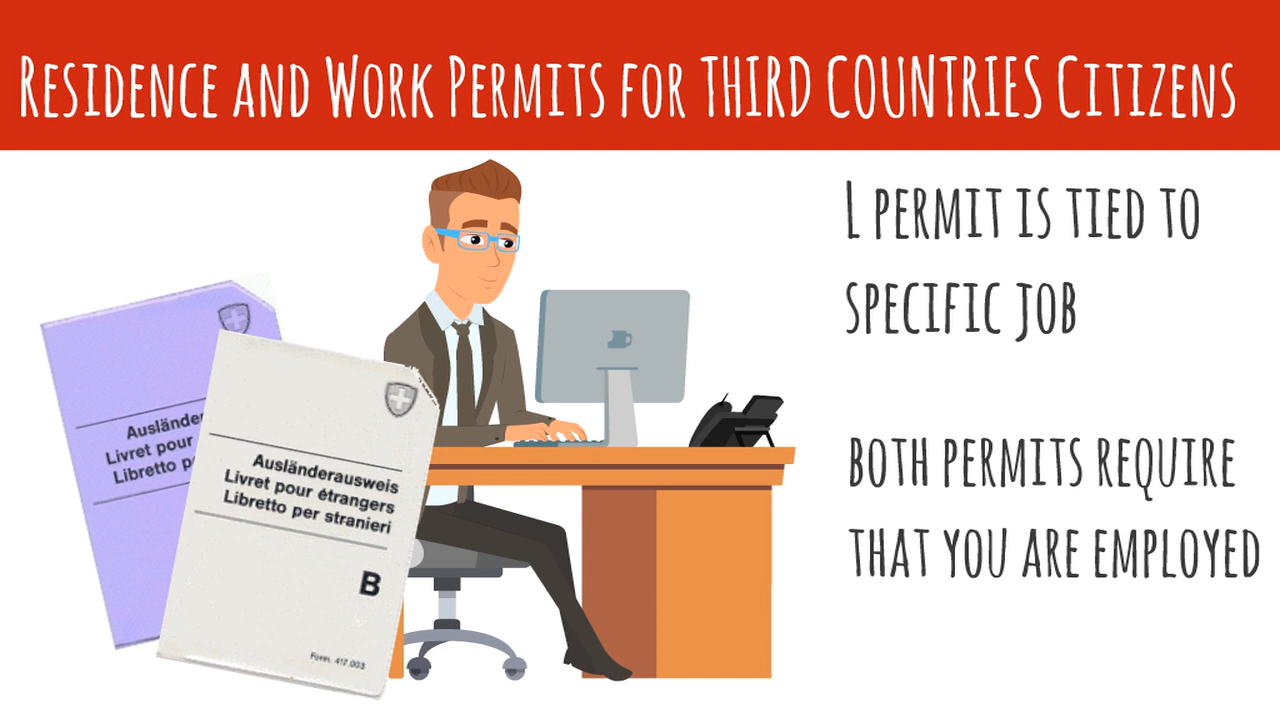 Residence and Work Permits for THIRD COUNTRIES Citizens
L permit is tied to
specific job
both permits require
that you are employed
Ausländer
Livret pour
Libretto
Ausländerausweis
Livret pour étrangers
Libretto per stranieri
B
Form. 417.003